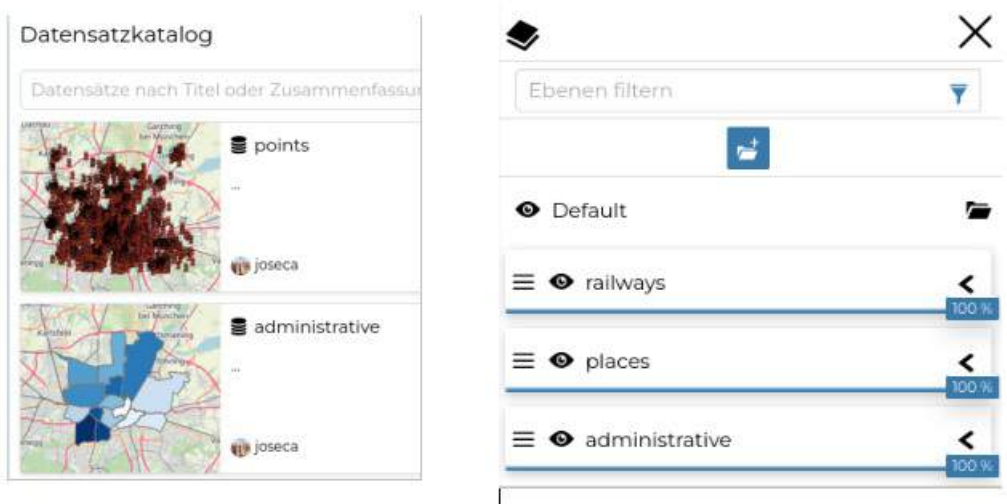 Datensatzkatalog
Datensätze nach Titel oder Zusammenfassur
points
...
joseca
administrative
...
joseca
Ebenen filtern
Default
railways
100 %
places
100 %
administrative
100 %